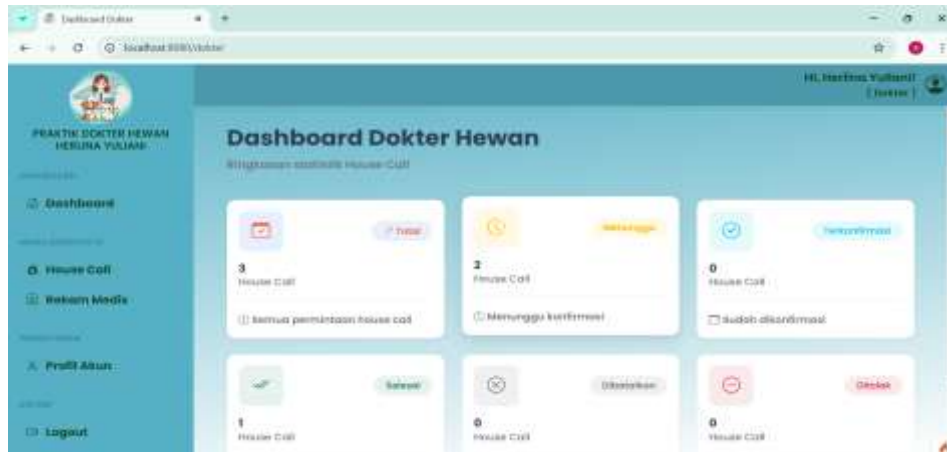 Dashboard Dokter
localhost:8080/dokter
Hi, Herlina Yulianti
( Dokter )
PRAKTIK DOKTER HEWAN
HERLINA YULIANI
Dashboard
House Call
Rekam Medis
Profil Akun
Logout
Dashboard Dokter Hewan
Ringkasan statistik House Call
Total
3
House Call
Semua permintaan house call
Menunggu
2
House Call
Menunggu konfirmasi
Terkonfirmasi
0
House Call
Sudah dikonfirmasi
Selesai
1
House Call
Dibatalkan
0
House Call
Ditolak
0
House Call